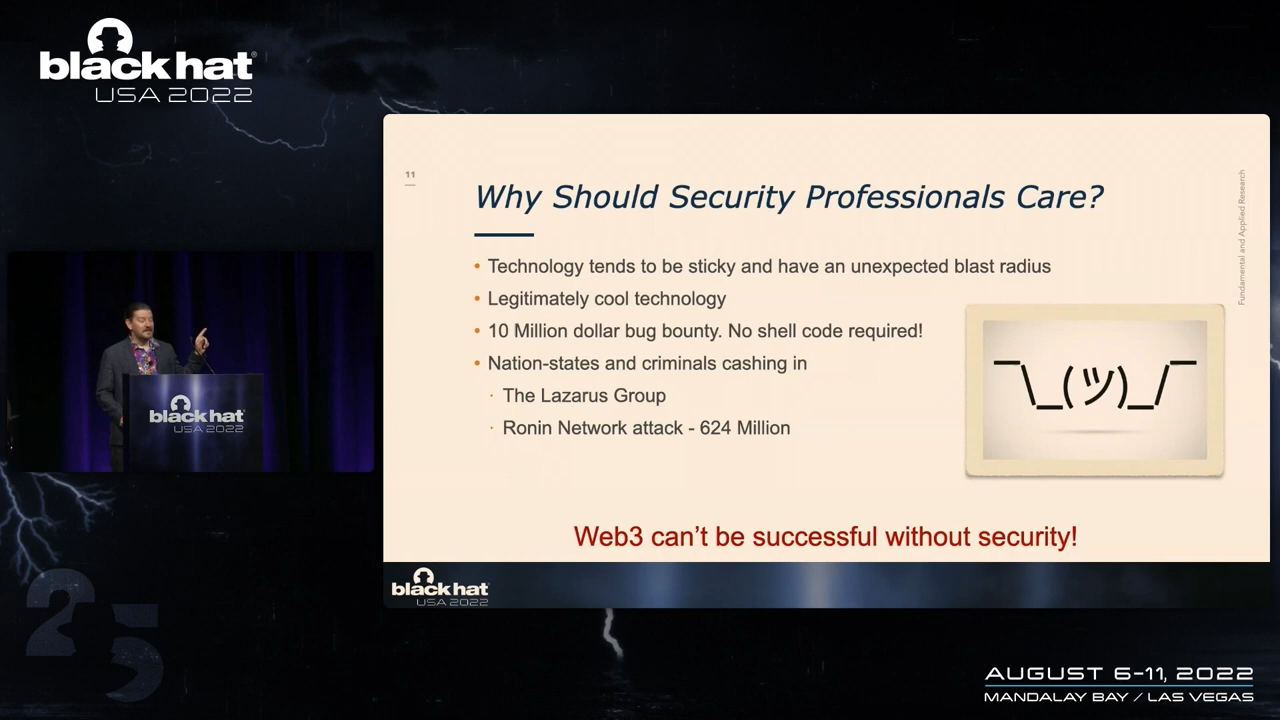 black hat®
USA 2022
11
Why Should Security Professionals Care?
Fundamental and Applied Research
• Technology tends to be sticky and have an unexpected blast radius
• Legitimately cool technology
• 10 Million dollar bug bounty. No shell code required!
• Nation-states and criminals cashing in
· The Lazarus Group
· Ronin Network attack - 624 Million
¯\_(ツ)_/¯
Web3 can’t be successful without security!
black hat
USA 2022
black hat
USA 2022
25
AUGUST 6-11, 2022
MANDALAY BAY / LAS VEGAS